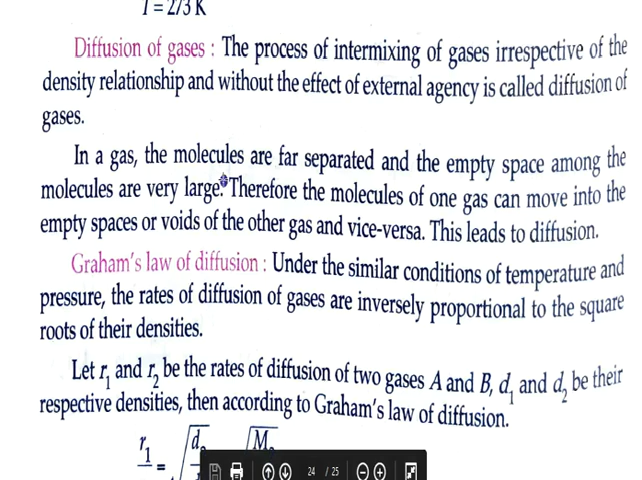 T = 273 K
Diffusion of gases : The process of intermixing of gases irrespective of the
density relationship and without the effect of external agency is called diffusion of
gases.
In a gas, the molecules are far separated and the empty space among the
molecules are very large. Therefore the molecules of one gas can move into the
empty spaces or voids of the other gas and vice-versa. This leads to diffusion.
Graham's law of diffusion : Under the similar conditions of temperature and
pressure, the rates of diffusion of gases are inversely proportional to the square
roots of their densities.
Let r₁ and r₂ be the rates of diffusion of two gases A and B, d₁ and d₂ be their
respective densities, then according to Graham's law of diffusion.
r₁ = √d₂ √M₂
24 / 25